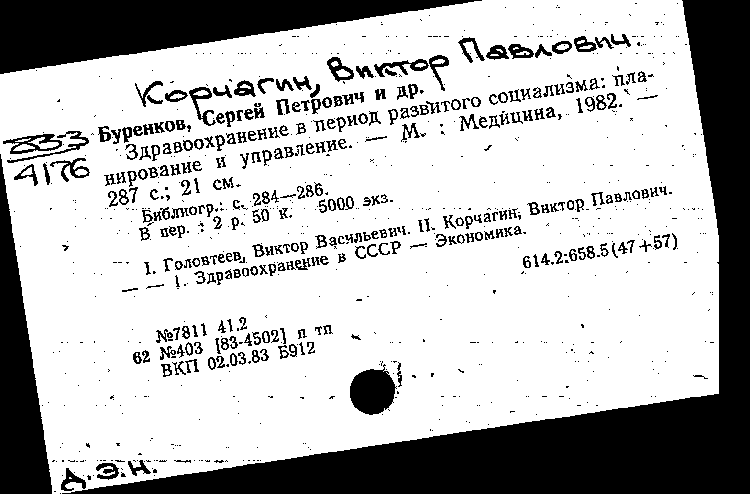 Корчагин, Виктор Павлович.
833
4176
Буренков, Сергей Петрович и др.
Здравоохранение в период развитого социализма: пла-
нирование и управление. — М. : Медицина, 1982. —
287 с.; 21 см.
Библиогр.: с. 284—286.
В пер. : 2 р. 50 к. 5000 экз.
I. Головтеев, Виктор Васильевич. II. Корчагин, Виктор Павлович.
— — 1. Здравоохранение в СССР — Экономика.
614.2:658.5(47+57)
№7811 41.2
62 №403 [83-4502] п тп
ВКП 02.03.83 Б912
Д.Э.Н.